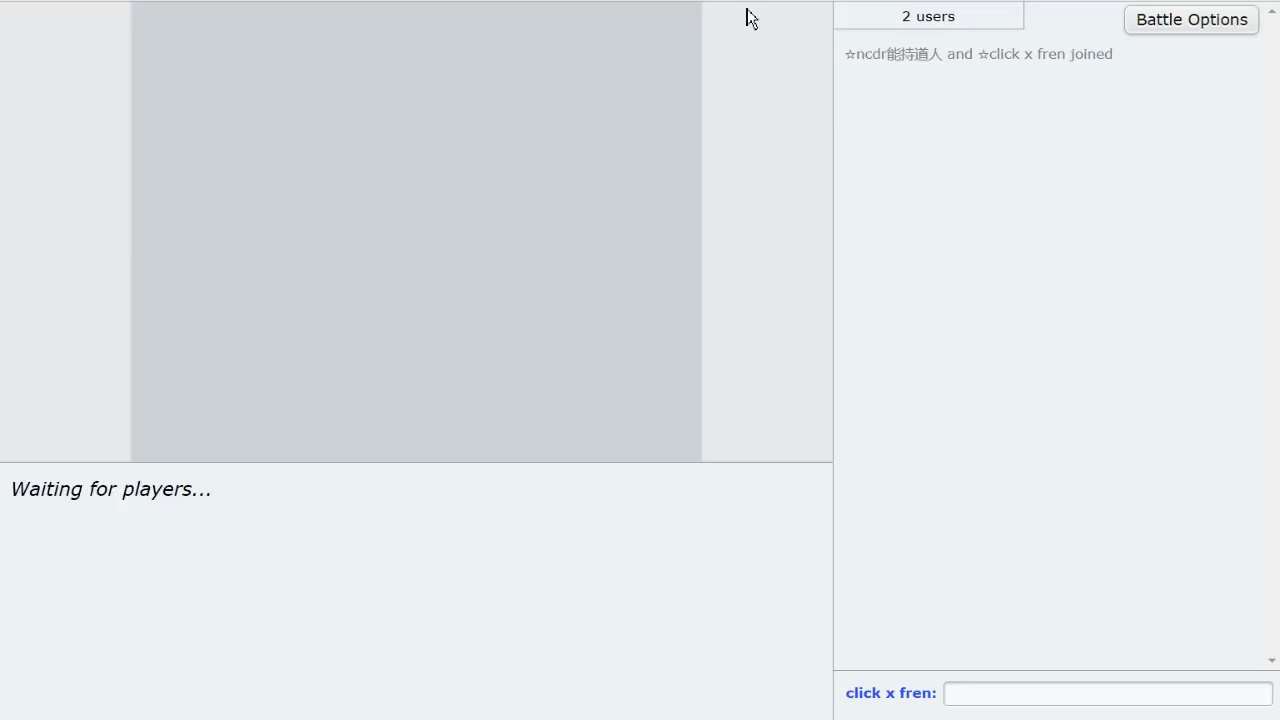 2 users
Battle Options
☆ncdr能持道人 and ☆click x fren joined
Waiting for players...
click x fren: